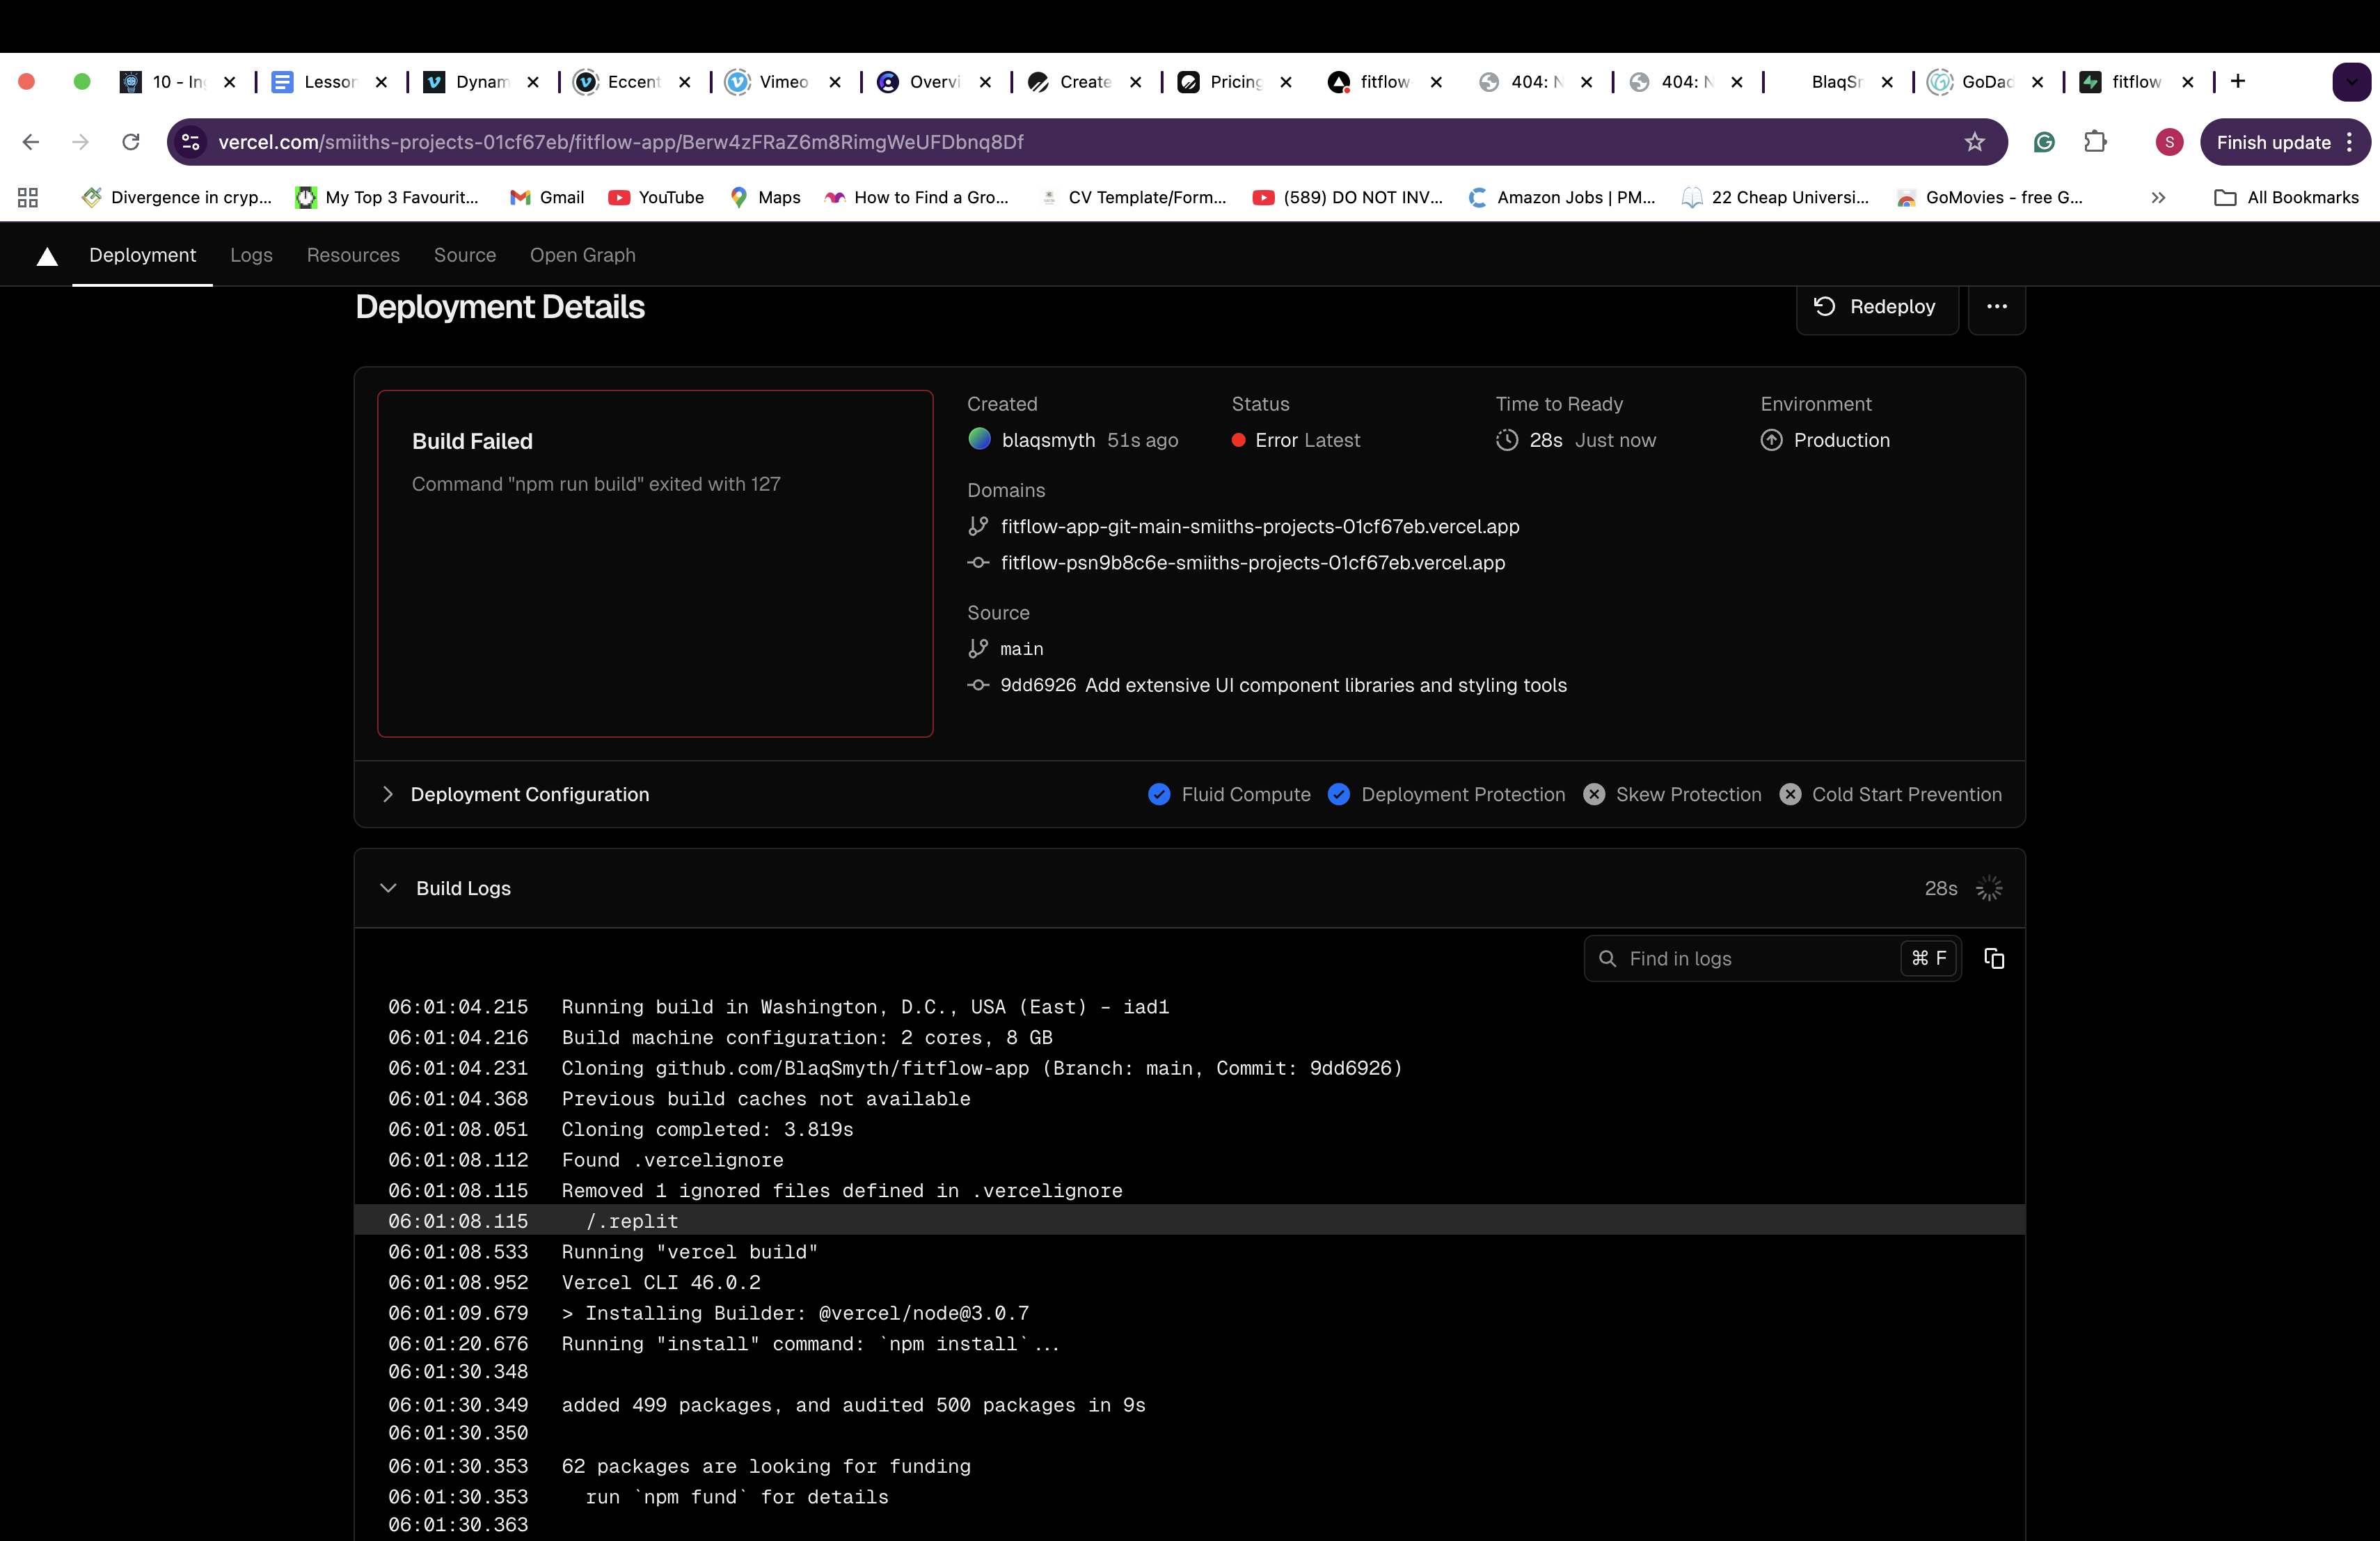 10 - In
Lesson
Dynam
Eccent
Vimeo
Overvi
Create
Pricing
fitflow
404: N
404: N
BlaqSm
GoDad
fitflow
vercel.com/smiiths-projects-01cf67eb/fitflow-app/Berw4zFRaZ6m8RimgWeUFDbnq8Df
S
Finish update
Divergence in cryp...
My Top 3 Favourit...
Gmail
YouTube
Maps
How to Find a Gro...
CV Template/Form...
(589) DO NOT INV...
Amazon Jobs | PM...
22 Cheap Universi...
GoMovies - free G...
All Bookmarks
Deployment Logs Resources Source Open Graph
Deployment Details
Redeploy
Build Failed
Command "npm run build" exited with 127
Created
blaqsmyth 51s ago
Status
Error Latest
Time to Ready
28s Just now
Environment
Production
Domains
fitflow-app-git-main-smiiths-projects-01cf67eb.vercel.app
fitflow-psn9b8c6e-smiiths-projects-01cf67eb.vercel.app
Source
main
9dd6926 Add extensive UI component libraries and styling tools
Deployment Configuration
Fluid Compute
Deployment Protection
Skew Protection
Cold Start Prevention
Build Logs
28s
Find in logs
⌘ F
06:01:04.215 Running build in Washington, D.C., USA (East) – iad1
06:01:04.216 Build machine configuration: 2 cores, 8 GB
06:01:04.231 Cloning github.com/BlaqSmyth/fitflow-app (Branch: main, Commit: 9dd6926)
06:01:04.368 Previous build caches not available
06:01:08.051 Cloning completed: 3.819s
06:01:08.112 Found .vercelignore
06:01:08.115 Removed 1 ignored files defined in .vercelignore
06:01:08.115 /.replit
06:01:08.533 Running "vercel build"
06:01:08.952 Vercel CLI 46.0.2
06:01:09.679 > Installing Builder: @vercel/node@3.0.7
06:01:20.676 Running "install" command: `npm install`...
06:01:30.348
06:01:30.349 added 499 packages, and audited 500 packages in 9s
06:01:30.350
06:01:30.353 62 packages are looking for funding
06:01:30.353 run `npm fund` for details
06:01:30.363